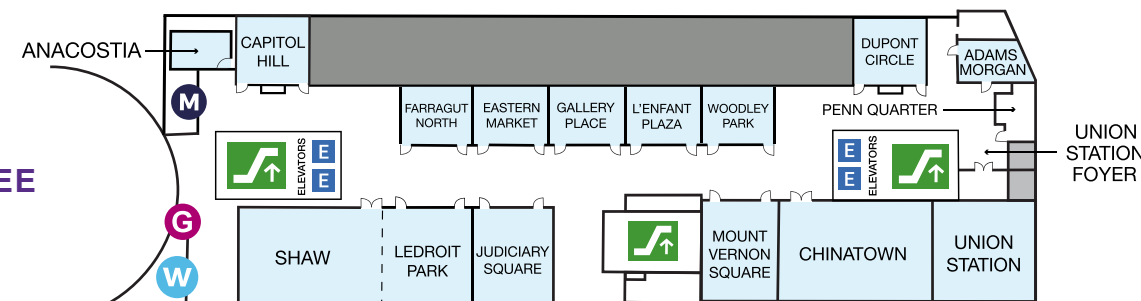 ANACOSTIA
CAPITOL
HILL
DUPONT
CIRCLE
ADAMS
MORGAN
M
FARRAGUT
NORTH
EASTERN
MARKET
GALLERY
PLACE
L'ENFANT
PLAZA
WOODLEY
PARK
PENN QUARTER
UNION
STATION
FOYER
ELEVATORS
E
E
E
E
ELEVATORS
EE
G
W
SHAW
LEDROIT
PARK
JUDICIARY
SQUARE
MOUNT
VERNON
SQUARE
CHINATOWN
UNION
STATION